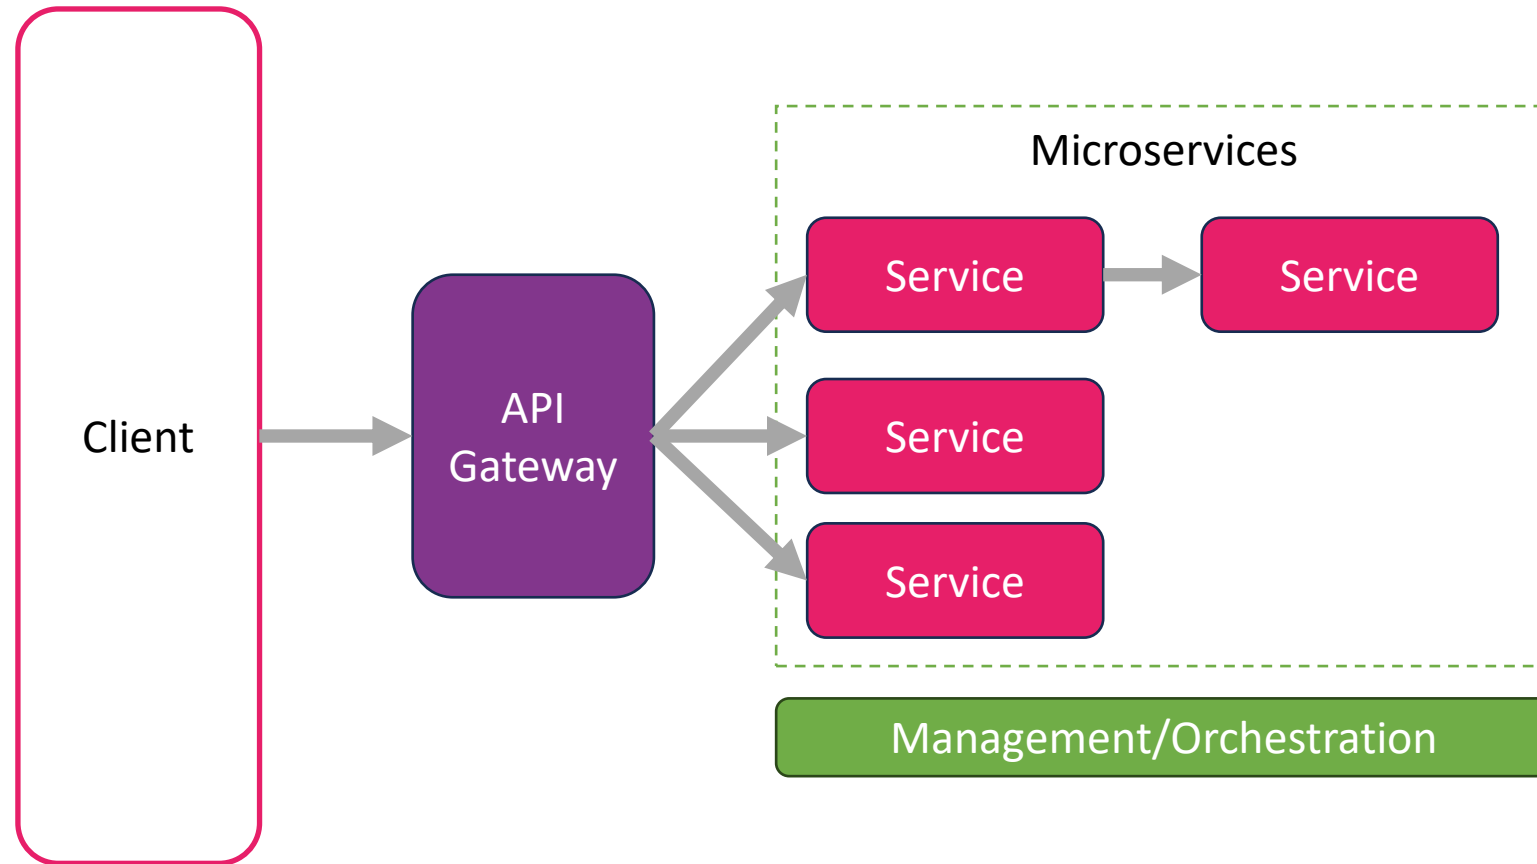 Client
API
Gateway
Microservices
Service
Service
Service
Service
Management/Orchestration